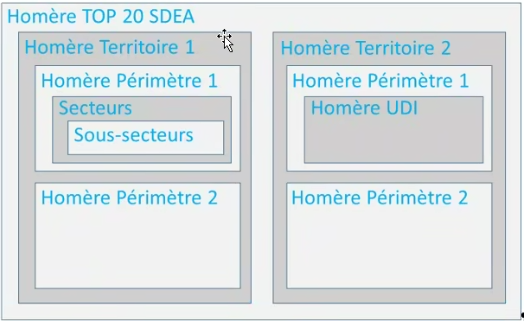 Homère TOP 20 SDEA
Homère Territoire 1
Homère Périmètre 1
Secteurs
Sous-secteurs
Homère Périmètre 2
Homère Territoire 2
Homère Périmètre 1
Homère UDI
Homère Périmètre 2